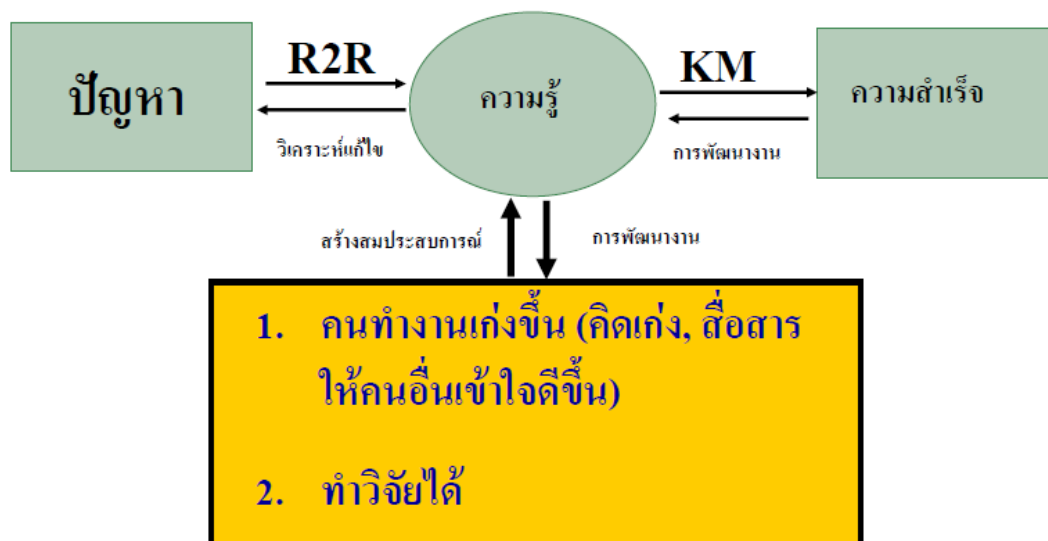 ปัญหา
R2R
วิเคราะห์แก้ไข
ความรู้
KM
การพัฒนางาน
ความสำเร็จ
สร้างสมประสบการณ์
การพัฒนางาน
1. คนทำงานเก่งขึ้น (คิดเก่ง, สื่อสาร
ให้คนอื่นเข้าใจดีขึ้น)
2. ทำวิจัยได้